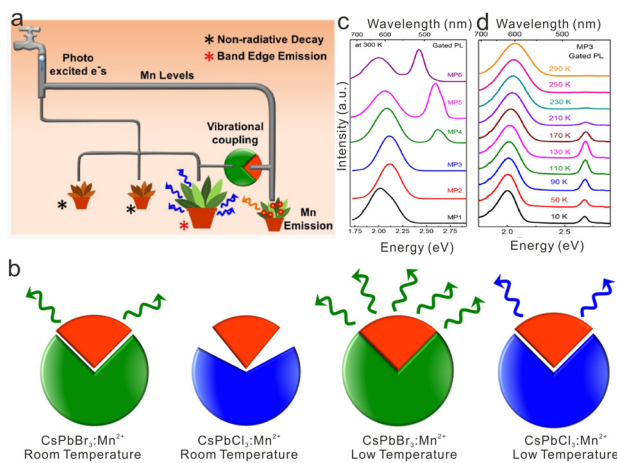 a
* Non-radiative Decay
* Band Edge Emission
Photo
excited e⁻s
Mn Levels
Vibrational
coupling
*
*
*
Mn
Emission
c
Wavelength (nm)
700 600 500
at 300 K
Gated PL
MP6
MP5
MP4
MP3
MP2
MP1
Intensity (a.u.)
1.75 2.00 2.25 2.50 2.75
Energy (eV)
d
Wavelength (nm)
700 600 500
MP3
Gated PL
290 K
250 K
230 K
210 K
170 K
130 K
110 K
90 K
50 K
10 K
2.0 2.5
Energy (eV)
b
CsPbBr₃:Mn²⁺
Room Temperature
CsPbCl₃:Mn²⁺
Room Temperature
CsPbBr₃:Mn²⁺
Low Temperature
CsPbCl₃:Mn²⁺
Low Temperature